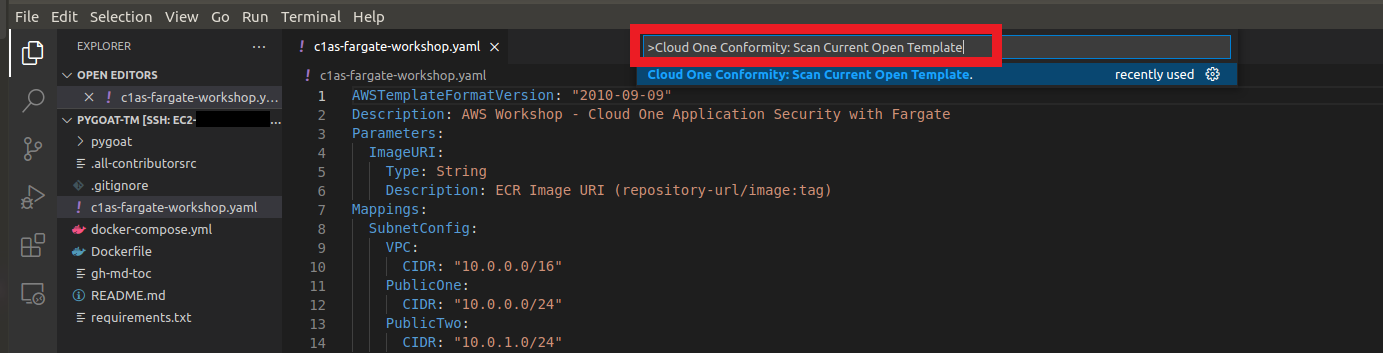 File Edit Selection View Go Run Terminal Help
EXPLORER
OPEN EDITORS
c1as-fargate-workshop.y...
PYGOAT-TM [SSH: EC2- ...
pygoat
.all-contributorsrc
.gitignore
c1as-fargate-workshop.yaml
docker-compose.yml
Dockerfile
gh-md-toc
README.md
requirements.txt
c1as-fargate-workshop.yaml
>Cloud One Conformity: Scan Current Open Template
Cloud One Conformity: Scan Current Open Template. recently used
c1as-fargate-workshop.yaml
1 AWSTemplateFormatVersion: "2010-09-09"
2 Description: AWS Workshop - Cloud One Application Security with Fargate
3 Parameters:
4 ImageURI:
5 Type: String
6 Description: ECR Image URI (repository-url/image:tag)
7 Mappings:
8 SubnetConfig:
9 VPC:
10 CIDR: "10.0.0.0/16"
11 PublicOne:
12 CIDR: "10.0.0.0/24"
13 PublicTwo:
14 CIDR: "10.0.1.0/24"